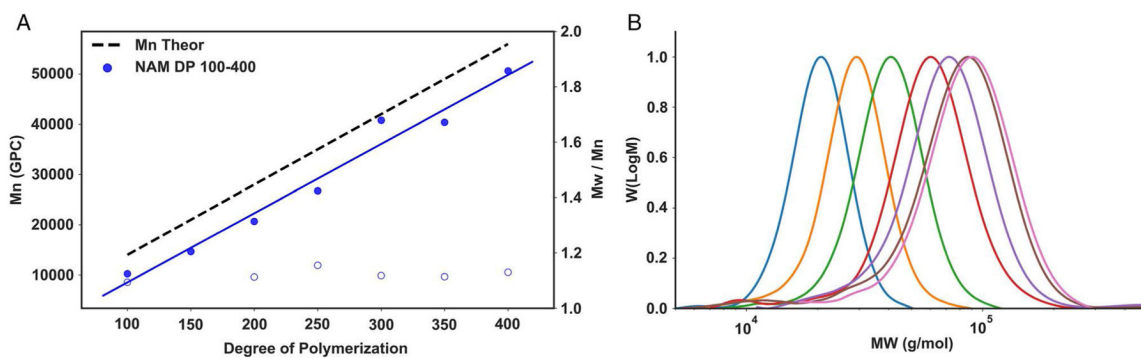 A
Mn Theor
NAM DP 100-400
Mn (GPC)
50000
40000
30000
20000
10000
2.0
1.8
1.6
1.4
1.2
1.0
Mw / Mn
100 150 200 250 300 350 400
Degree of Polymerization
B
W(LogM)
1.0
0.8
0.6
0.4
0.2
0.0
10⁴ 10⁵
MW (g/mol)